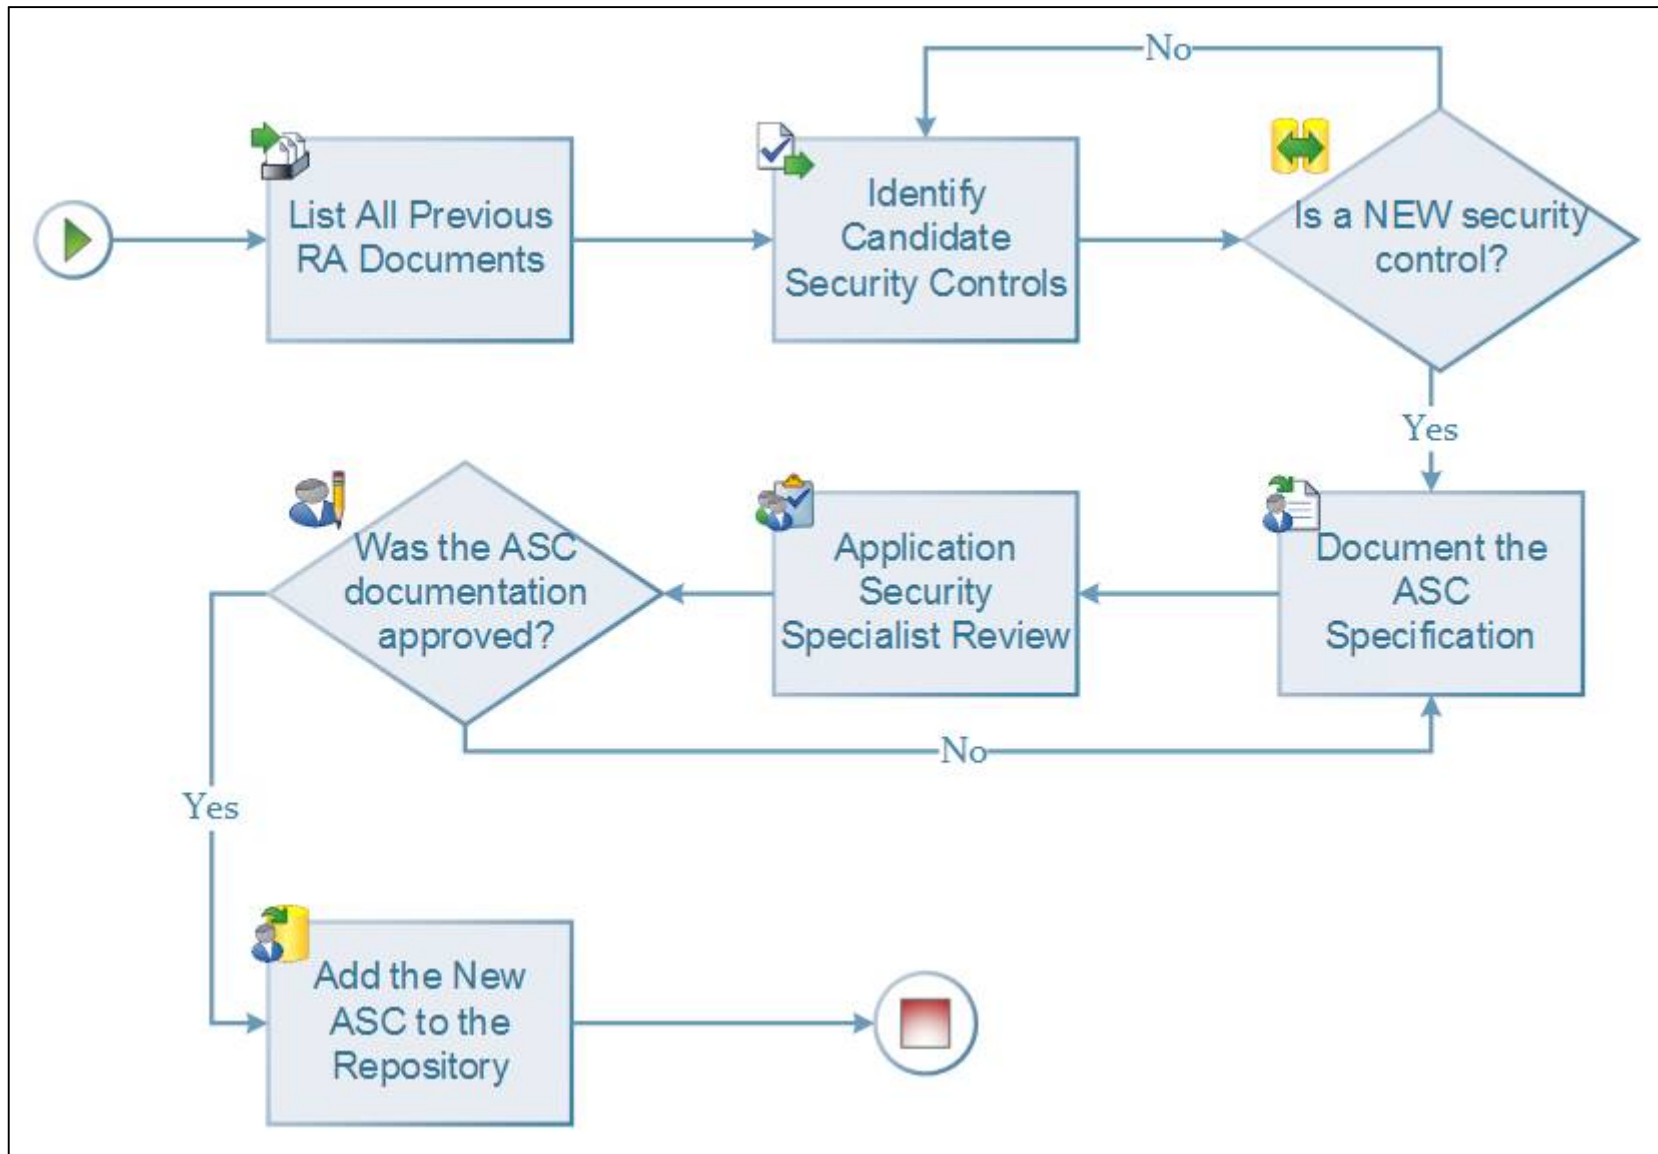 No
List All Previous
RA Documents
Identify
Candidate
Security Controls
Is a NEW security
control?
Yes
Was the ASC
documentation
approved?
Application
Security
Specialist Review
Document the
ASC
Specification
No
Yes
Add the New
ASC to the
Repository